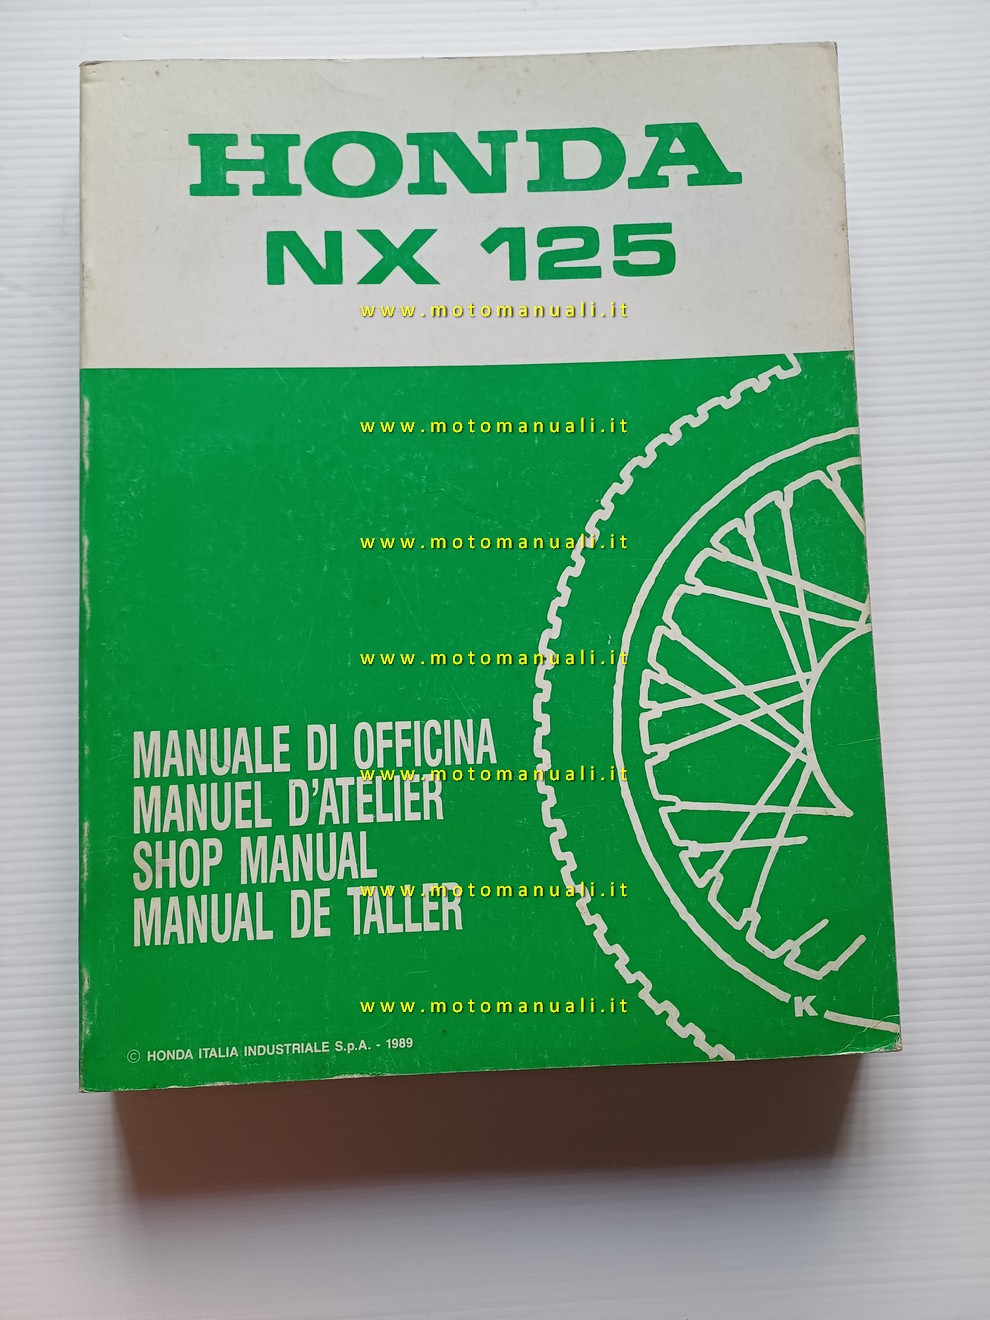 HONDA
NX 125
www.motomanuali.it
www.motomanuali.it
www.motomanuali.it
www.motomanuali.it
MANUALE DI OFFICINA
www.motomanuali.it
MANUEL D'ATELIER
SHOP MANUAL
www.motomanuali.it
MANUAL DE TALLER
K
www.motomanuali.it
© HONDA ITALIA INDUSTRIALE S.p.A. - 1989